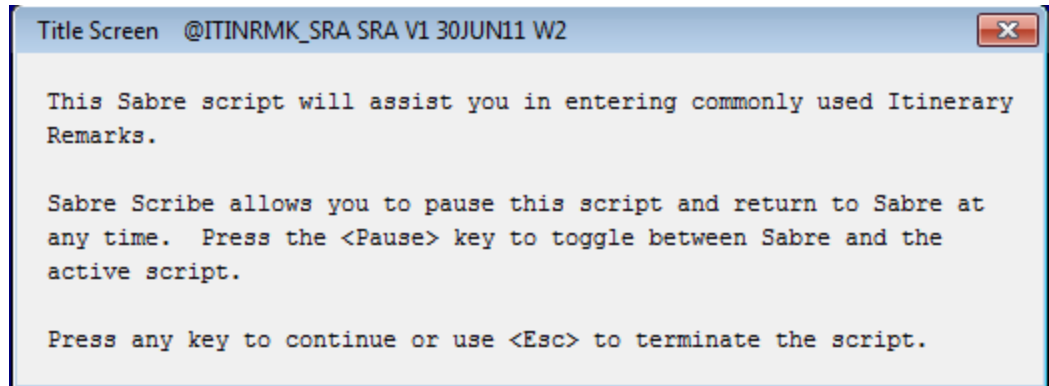 Title Screen @ITINRMK_SRA SRA V1 30JUN11 W2
This Sabre script will assist you in entering commonly used Itinerary
Remarks.
Sabre Scribe allows you to pause this script and return to Sabre at
any time.  Press the <Pause> key to toggle between Sabre and the
active script.
Press any key to continue or use <Esc> to terminate the script.